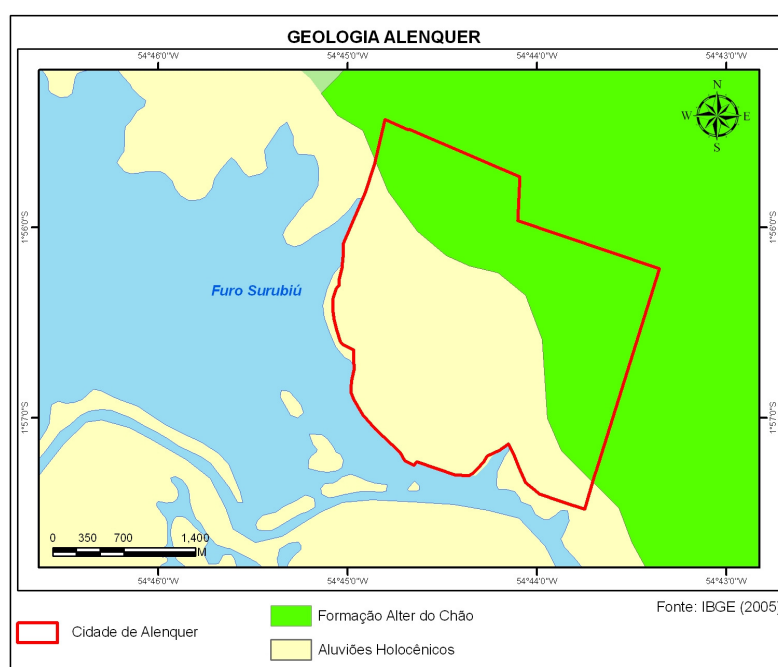 GEOLOGIA ALENQUER
54°46'0"W 54°45'0"W 54°44'0"W 54°43'0"W
N
W E
S
1°56'0"S 1°56'0"S
Furo Surubiú
1°57'0"S 1°57'0"S
0 350 700 1,400
M
54°46'0"W 54°45'0"W 54°44'0"W 54°43'0"W
Fonte: IBGE (2005)
Formação Alter do Chão
Cidade de Alenquer
Aluviões Holocênicos